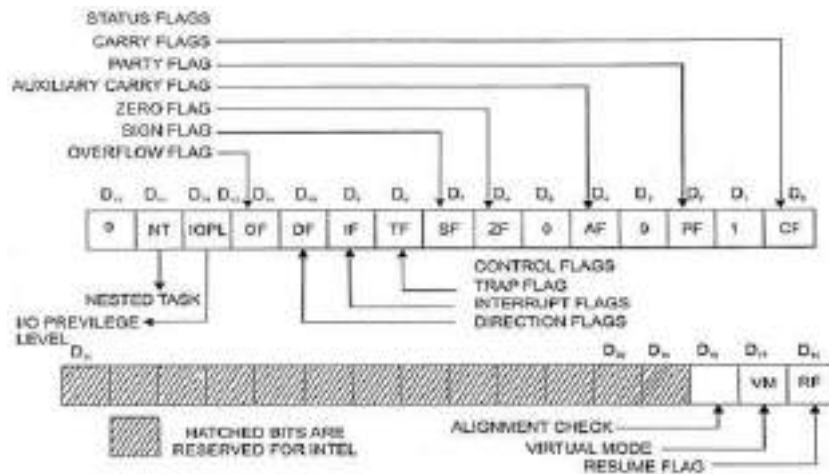 STATUS FLAGS
CARRY FLAGS
PARTY FLAG
AUXILIARY CARRY FLAG
ZERO FLAG
SIGN FLAG
OVERFLOW FLAG
0 NT IOPL OF DF IF TF SF ZF 0 AF 0 PF 1 CF
CONTROL FLAGS
TRAP FLAG
NESTED TASK
INTERRUPT FLAGS
I/O PREVILEGE
LEVEL
DIRECTION FLAGS
VM RF
HATCHED BITS ARE
RESERVED FOR INTEL
ALIGNMENT CHECK
VIRTUAL MODE
RESUME FLAG